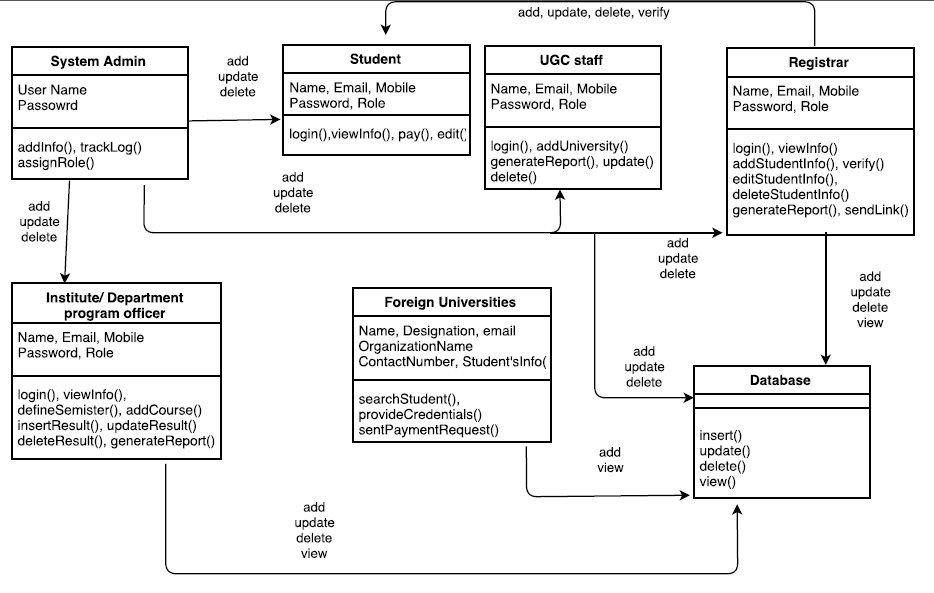 add, update, delete, verify
System Admin
User Name
Passowrd
addInfo(), trackLog()
assignRole()
add
update
delete
Student
Name, Email, Mobile
Password, Role
login(),viewInfo(), pay(), edit()
UGC staff
Name, Email, Mobile
Password, Role
login(), addUniversity()
generateReport(), update()
delete()
Registrar
Name, Email, Mobile
Password, Role
login(), viewInfo()
addStudentInfo(), verify()
editStudentInfo(),
deleteStudentInfo()
generateReport(), sendLink()
add
update
delete
add
update
delete
add
update
delete
add
update
delete
view
Institute/ Department
program officer
Name, Email, Mobile
Password, Role
login(), viewInfo(),
defineSemister(), addCourse()
insertResult(), updateResult()
deleteResult(), generateReport()
Foreign Universities
Name, Designation, email
OrganizationName
ContactNumber, Student'sInfo(
searchStudent(),
provideCredentials()
sentPaymentRequest()
add
update
delete
Database
insert()
update()
delete()
view()
add
view
add
update
delete
view